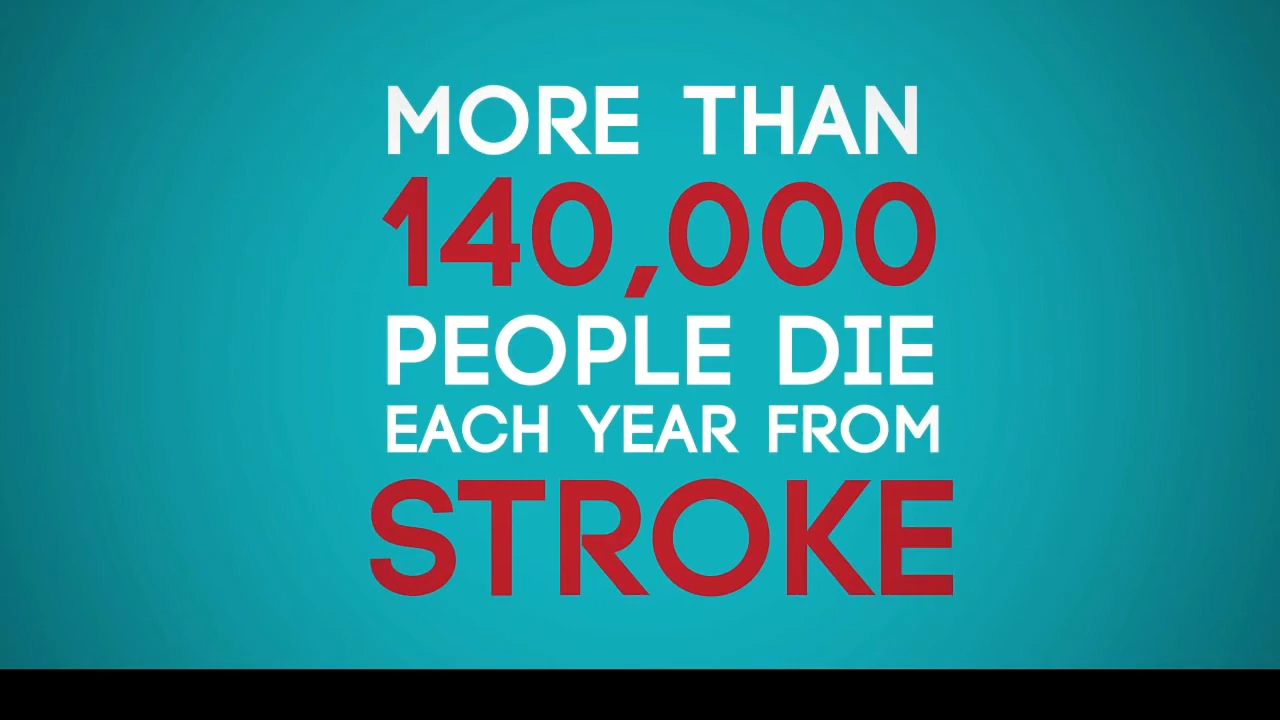 MORE THAN
140,000
PEOPLE DIE
EACH YEAR FROM
STROKE